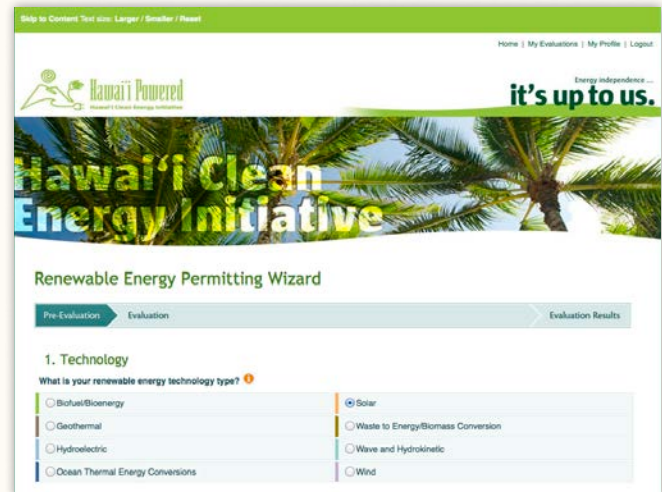 Skip to Content Text size: Larger / Smaller / Reset
Home | My Evaluations | My Profile | Logout
Hawai'i Powered
Hawaii's Clean Energy Initiative
Energy independence ...
it's up to us.
Hawai'i Clean
Energy Initiative
Renewable Energy Permitting Wizard
Pre-Evaluation Evaluation Evaluation Results
1. Technology
What is your renewable energy technology type?
Biofuel/Bioenergy Solar
Geothermal Waste to Energy/Biomass Conversion
Hydroelectric Wave and Hydrokinetic
Ocean Thermal Energy Conversions Wind